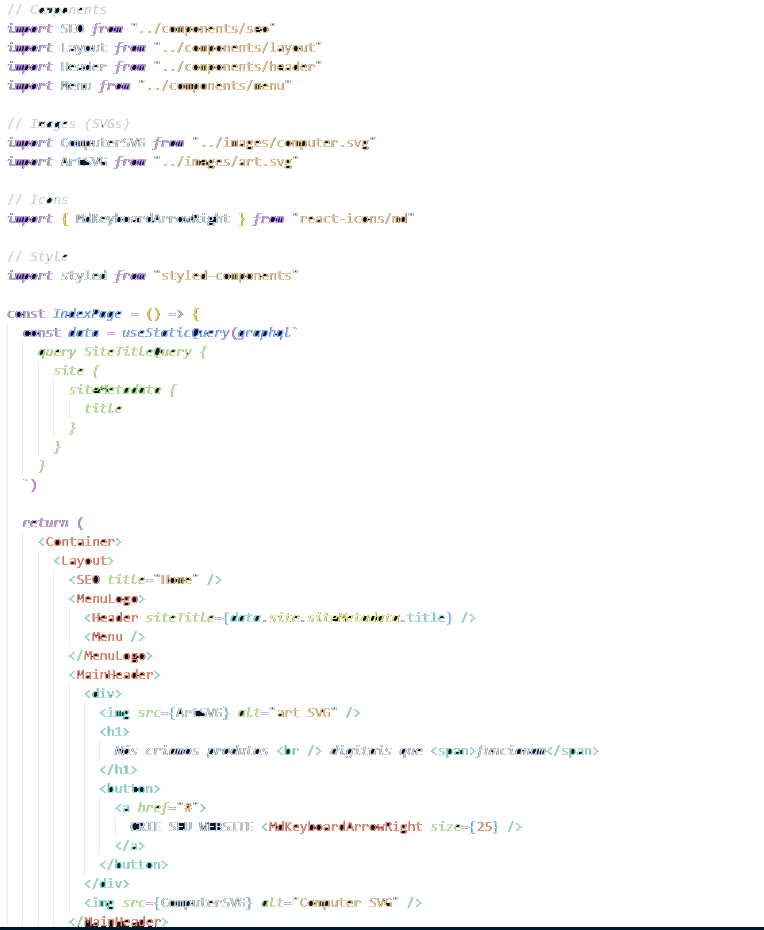 // Components
import SEO from "../components/seo"
import Layout from "../components/layout"
import Header from "../components/header"
import Menu from "../components/menu"
// Images (SVGs)
import ComputerSVG from "../images/computer.svg"
import ArtSVG from "../images/art.svg"
// Icons
import { MdKeyboardArrowRight } from "react-icons/md"
// Style
import styled from "styled-components"
const IndexPage = () => {
const data = useStaticQuery(graphql`
query SiteTitleQuery {
site {
siteMetadata {
title
}
}
}
`)
return (
<Container>
<Layout>
<SEO title="Home" />
<MenuLogo>
<Header siteTitle={data.site.siteMetadata.title} />
<Menu />
</MenuLogo>
<MainHeader>
<div>
<img src={ArtSVG} alt="art SVG" />
<h1>
Nós criamos produtos <br /> digitais que <span>funcionam</span>
</h1>
<button>
<a href="#">
CRIE SEU WEBSITE <MdKeyboardArrowRight size={25} />
</a>
</button>
</div>
<img src={ComputerSVG} alt="Computer SVG" />
</MainHeader>